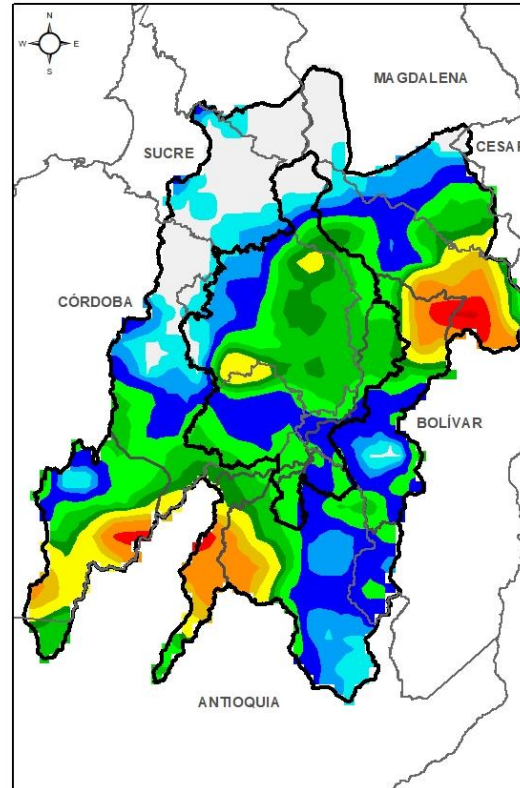 N
W E
S
MAGDALENA
CESAR
SUCRE
CÓRDOBA
BOLÍVAR
ANTIOQUIA